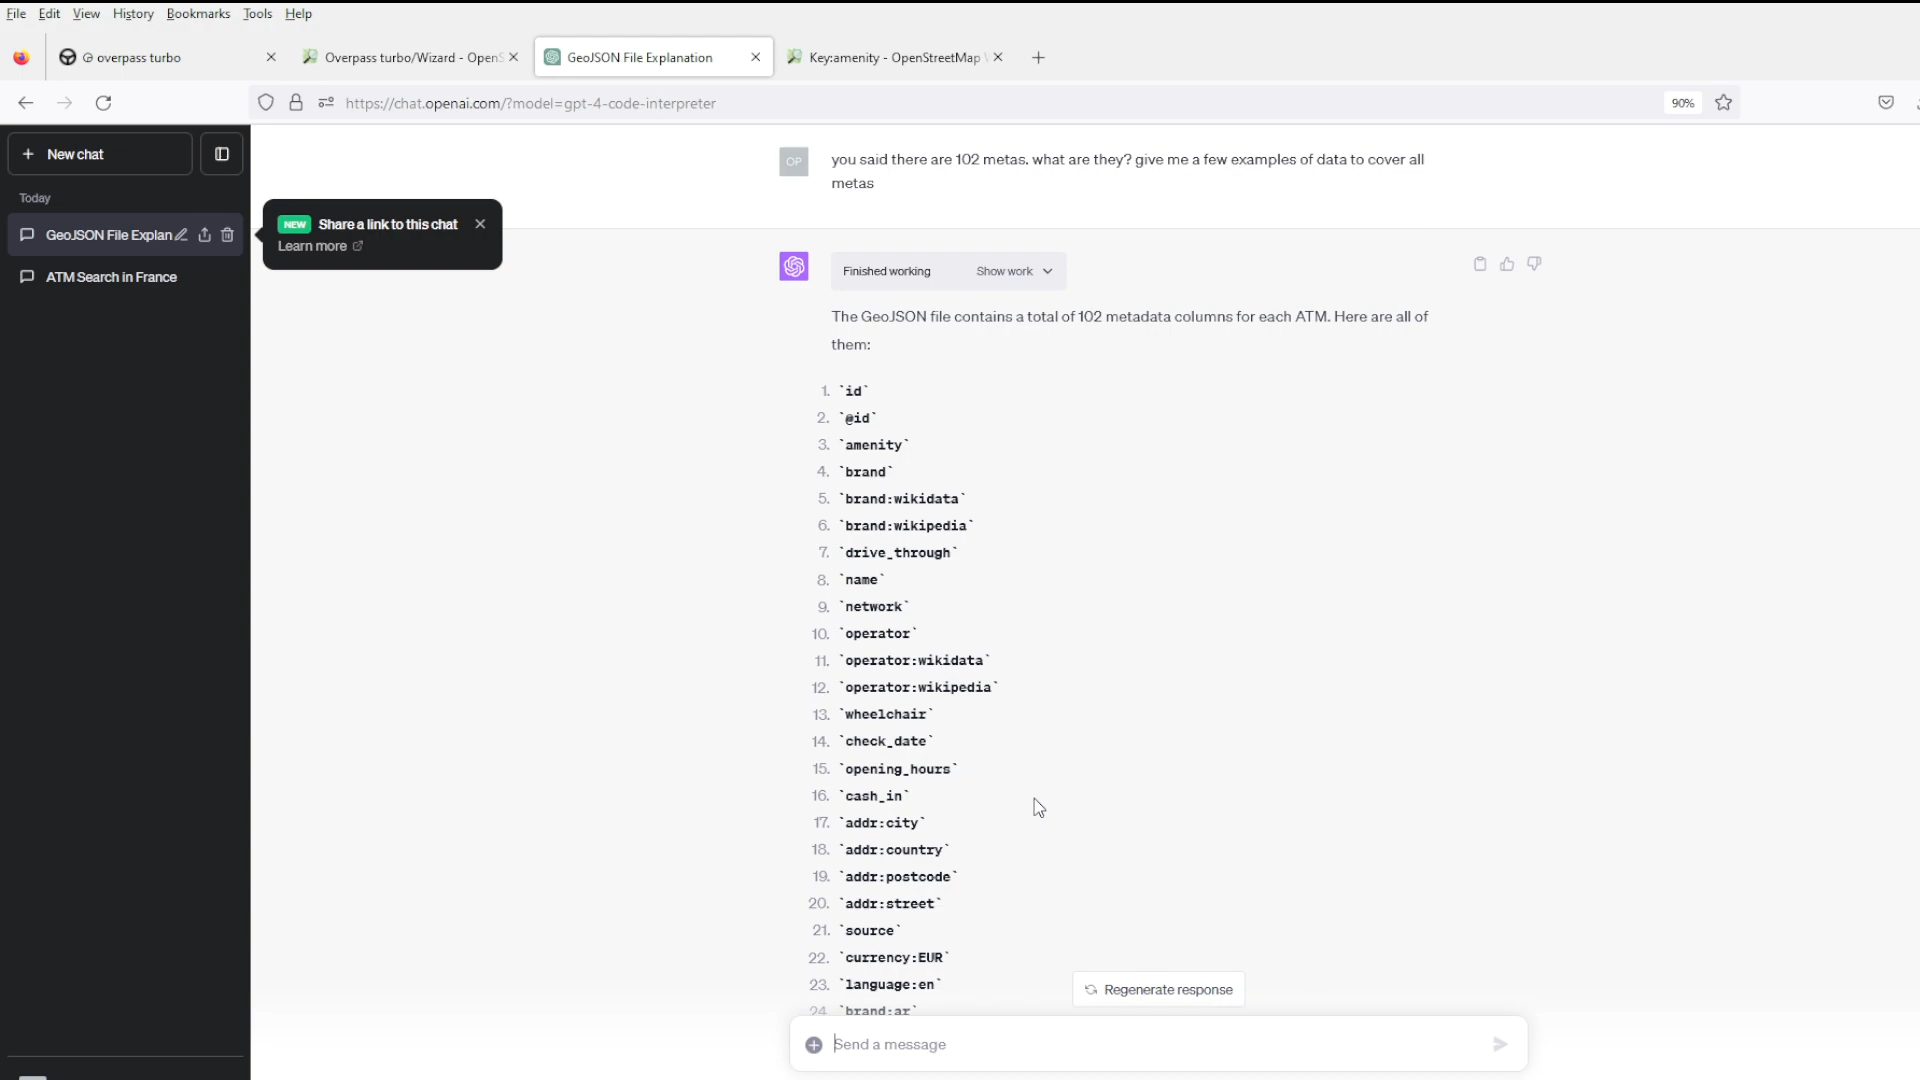 File Edit View History Bookmarks Tools Help
overpass turbo
Overpass turbo/Wizard - OpenS
GeoJSON File Explanation
Key:amenity - OpenStreetMap
https://chat.openai.com/?model=gpt-4-code-interpreter
90%
+ New chat
Today
GeoJSON File Explan
ATM Search in France
NEW Share a link to this chat
Learn more
OP
you said there are 102 metas. what are they? give me a few examples of data to cover all
metas
Finished working Show work
The GeoJSON file contains a total of 102 metadata columns for each ATM. Here are all of
them:
1. `id`
2. `@id`
3. `amenity`
4. `brand`
5. `brand:wikidata`
6. `brand:wikipedia`
7. `drive_through`
8. `name`
9. `network`
10. `operator`
11. `operator:wikidata`
12. `operator:wikipedia`
13. `wheelchair`
14. `check_date`
15. `opening_hours`
16. `cash_in`
17. `addr:city`
18. `addr:country`
19. `addr:postcode`
20. `addr:street`
21. `source`
22. `currency:EUR`
23. `language:en`
24. `brand:ar`
Regenerate response
Send a message